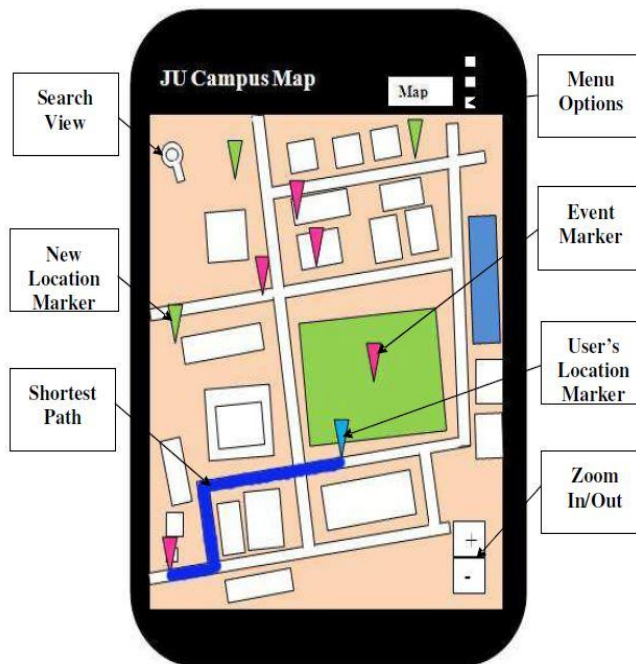 JU Campus Map
Map
Search
View
New
Location
Marker
Shortest
Path
Menu
Options
Event
Marker
User's
Location
Marker
Zoom
In/Out
+
-